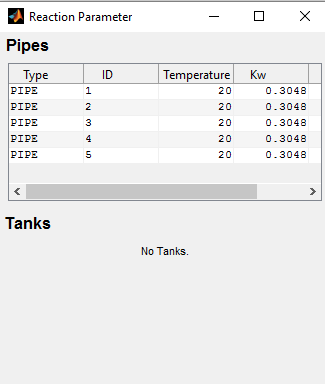 Reaction Parameter
Pipes
Type ID Temperature Kw
PIPE 1 20 0.3048
PIPE 2 20 0.3048
PIPE 3 20 0.3048
PIPE 4 20 0.3048
PIPE 5 20 0.3048
Tanks
No Tanks.